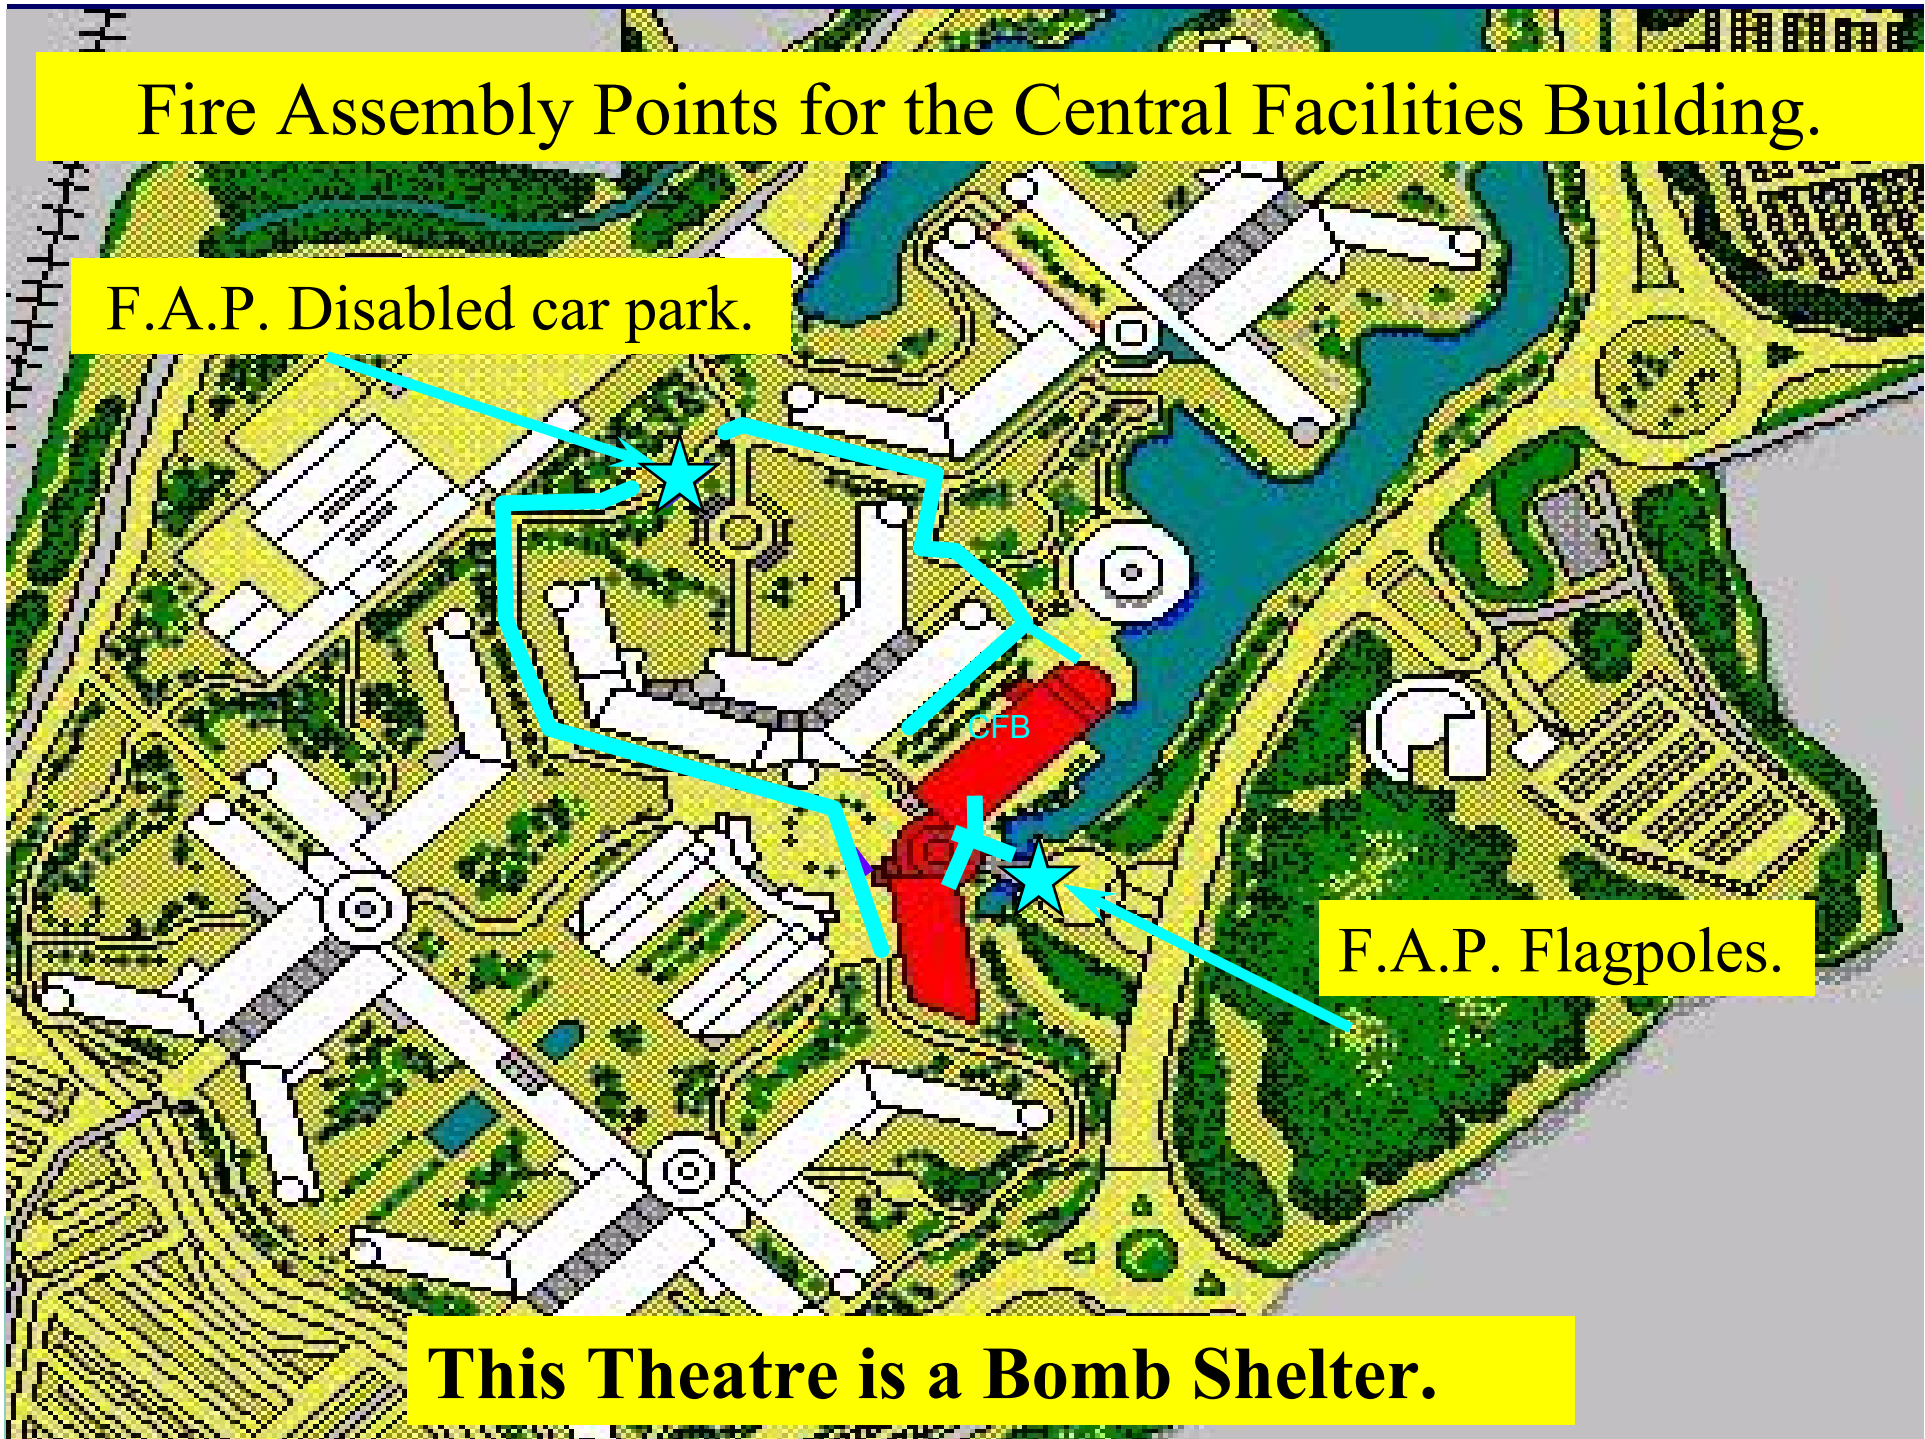 Fire Assembly Points for the Central Facilities Building.
F.A.P. Disabled car park.
CFB
F.A.P. Flagpoles.
This Theatre is a Bomb Shelter.